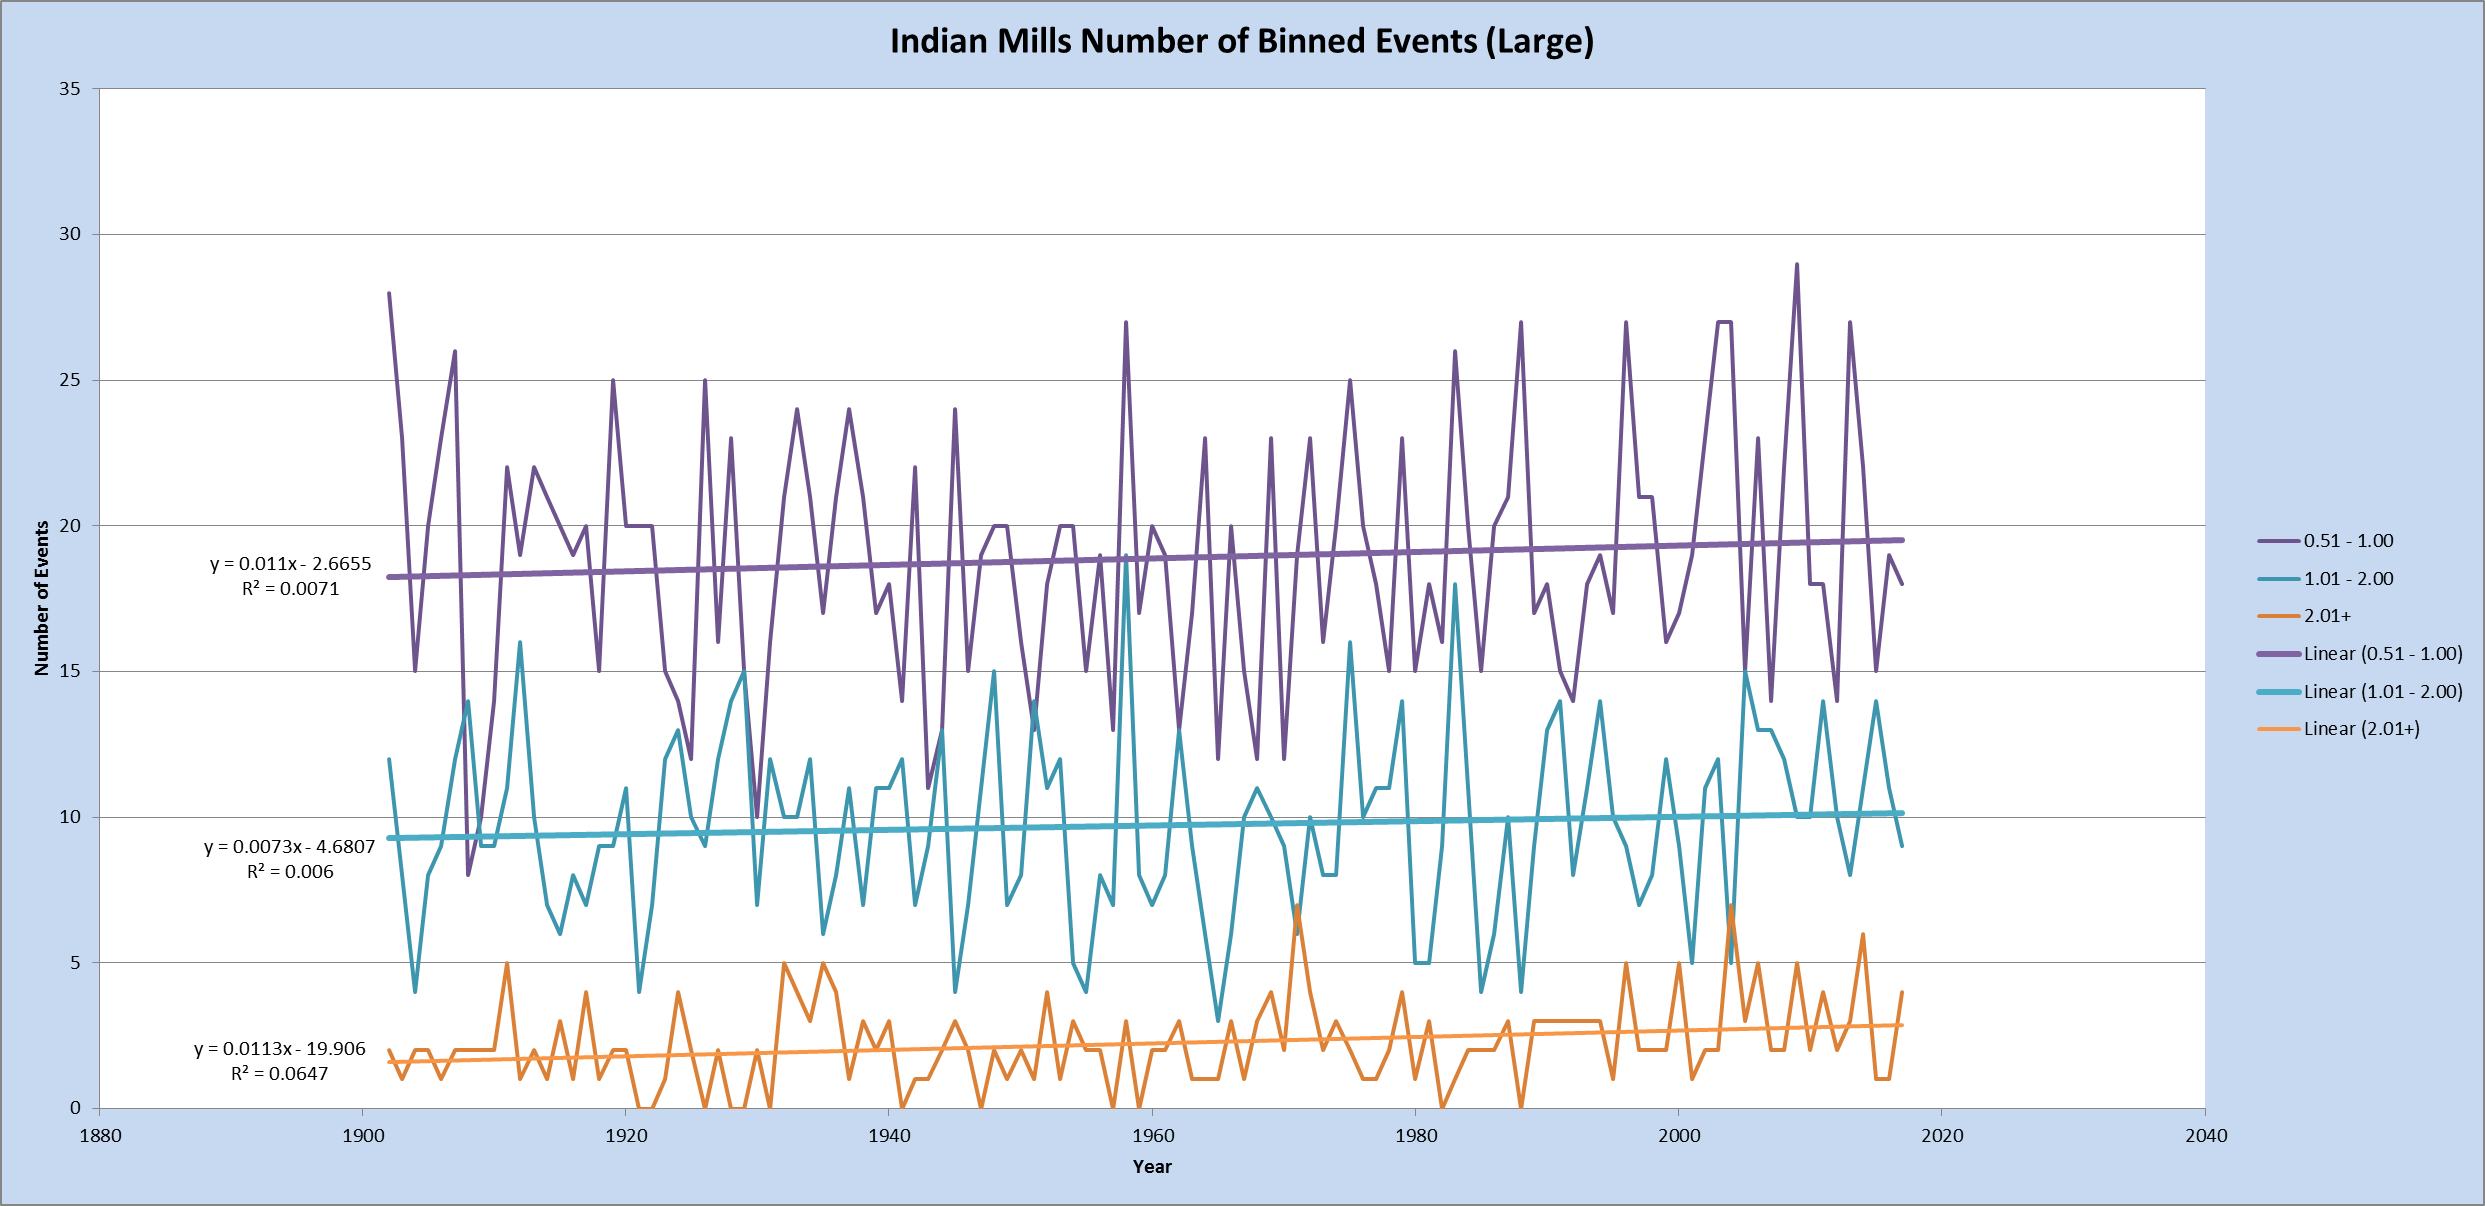 Indian Mills Number of Binned Events (Large)
35
30
25
20
15
10
5
0
Number of Events
y = 0.011x - 2.6655
R² = 0.0071
y = 0.0073x - 4.6807
R² = 0.006
y = 0.0113x - 19.906
R² = 0.0647
1880 1900 1920 1940 1960 1980 2000 2020 2040
Year
0.51 - 1.00
1.01 - 2.00
2.01+
Linear (0.51 - 1.00)
Linear (1.01 - 2.00)
Linear (2.01+)